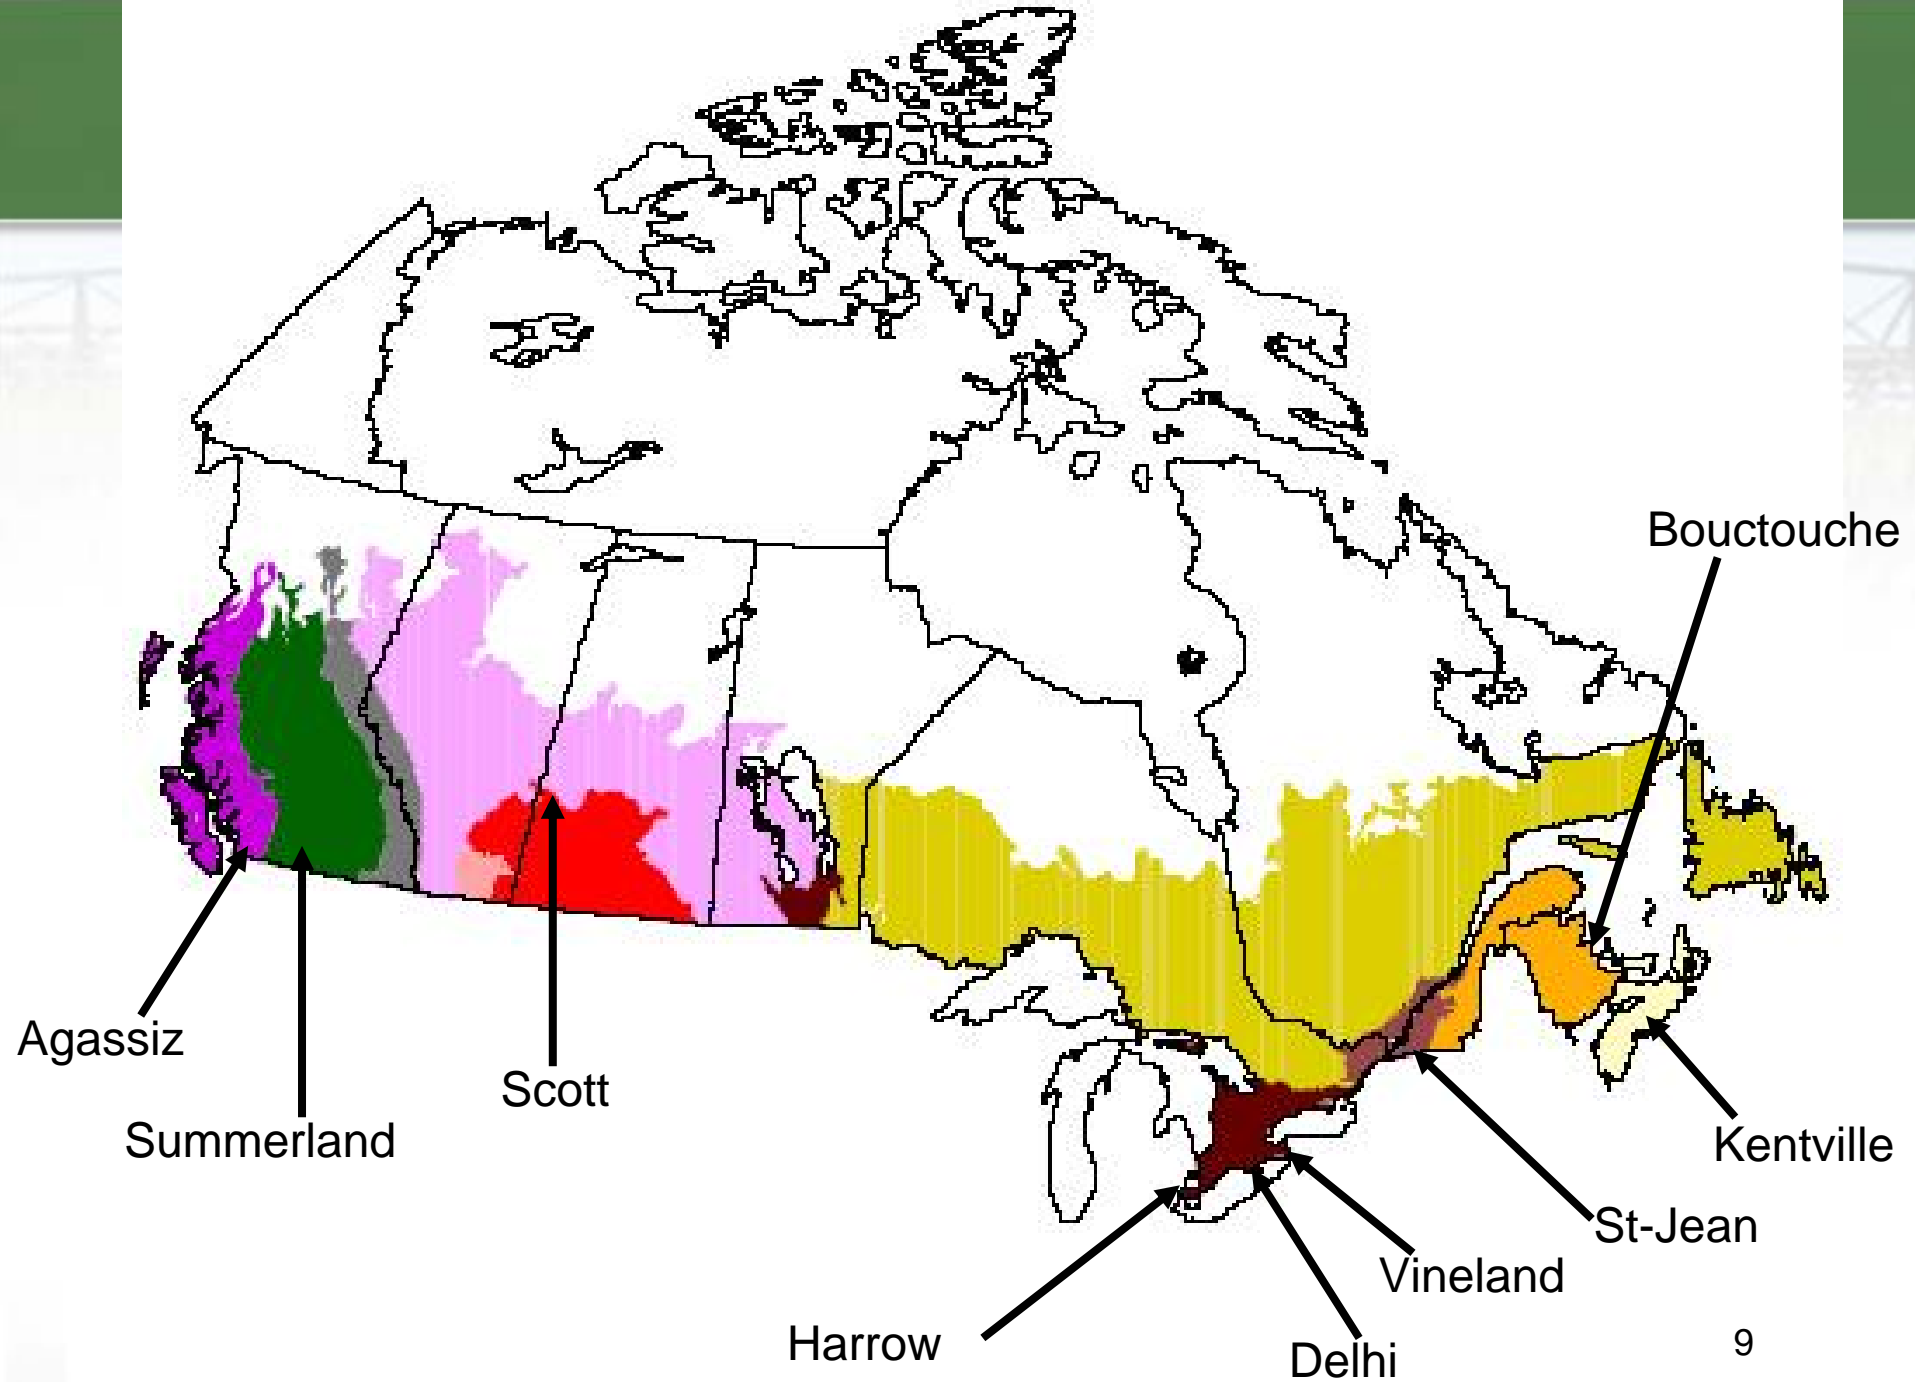 Bouctouche
Agassiz
Scott
Summerland
Kentville
St-Jean
Vineland
Harrow
Delhi
9